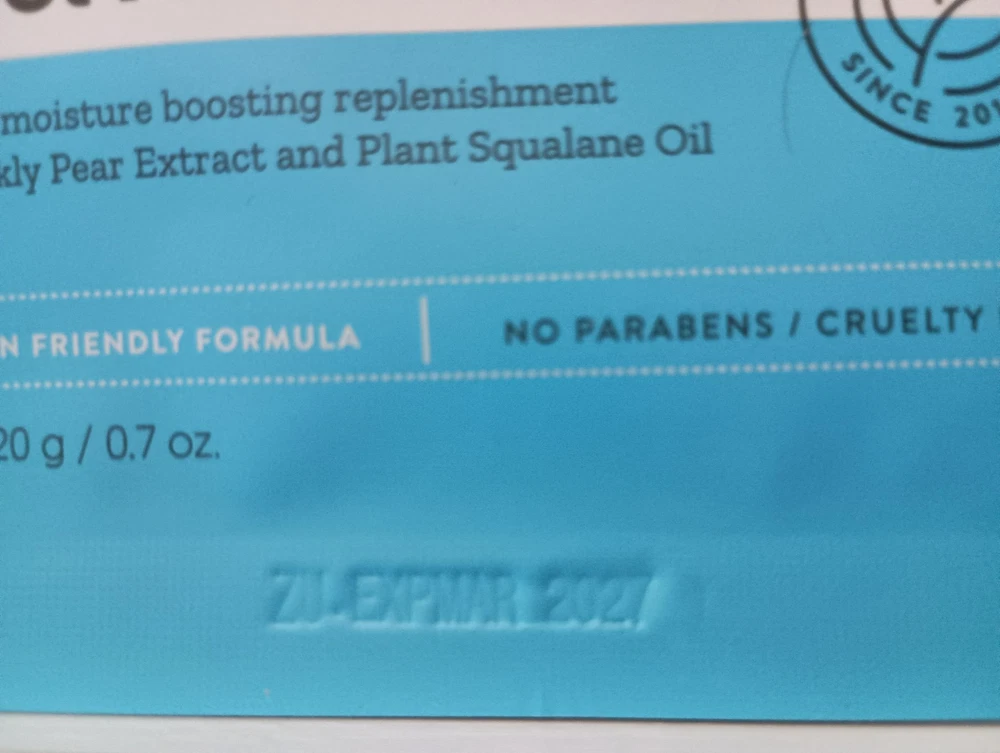 SINCE 201
moisture boosting replenishment
kly Pear Extract and Plant Squalane Oil
N FRIENDLY FORMULA | NO PARABENS / CRUELTY
20 g / 0.7 oz.
EXPMAR 2027